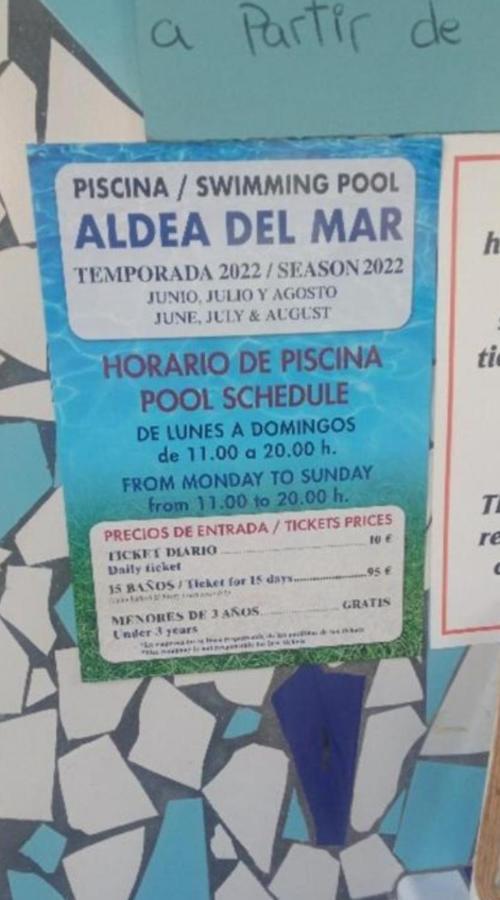 a Partir de
PISCINA / SWIMMING POOL
ALDEA DEL MAR
TEMPORADA 2022 / SEASON 2022
JUNIO, JULIO Y AGOSTO
JUNE, JULY & AUGUST
HORARIO DE PISCINA
POOL SCHEDULE
DE LUNES A DOMINGOS
de 11.00 a 20.00 h.
FROM MONDAY TO SUNDAY
from 11.00 to 20.00 h.
PRECIOS DE ENTRADA / TICKETS PRICES
TICKET DIARIO ........ 10 €
Daily ticket
15 BAÑOS / Ticket for 15 days........95 €
MENORES DE 3 AÑOS........ GRATIS
Under 3 years